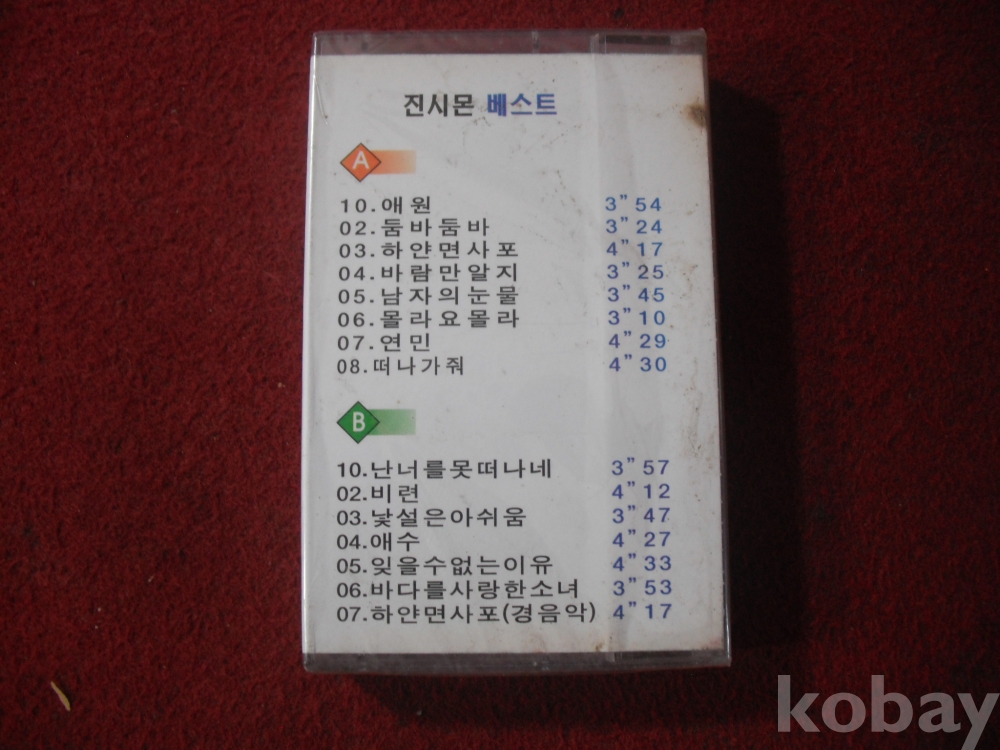 진시몬 베스트
A
10.애원 3”54
02.둠바둠바 3”24
03.하얀면사포 4”17
04.바람만알지 3”25
05.남자의눈물 3”45
06.몰라요몰라 3”10
07.연민 4”29
08.떠나가줘 4”30
B
10.난너를못떠나네 3”57
02.비련 4”12
03.낯설은아쉬움 3”47
04.애수 4”27
05.잊을수없는이유 4”33
06.바다를사랑한소녀 3”53
07.하얀면사포(경음악) 4”17
kobay